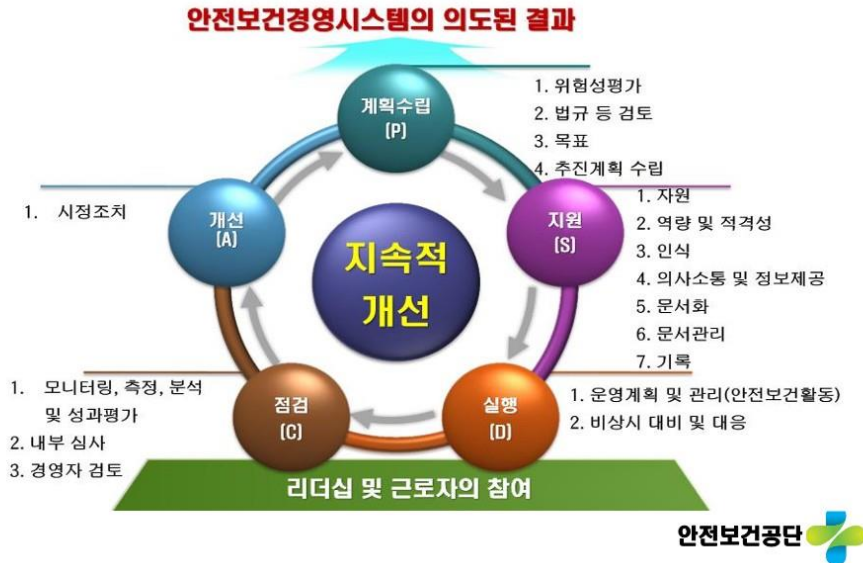 안전보건경영시스템의 의도된 결과
계획수립
(P)
1. 위험성평가
2. 법규 등 검토
3. 목표
4. 추진계획 수립
지원
(S)
1. 자원
2. 역량 및 적격성
3. 인식
4. 의사소통 및 정보제공
5. 문서화
6. 문서관리
7. 기록
개선
(A)
1. 시정조치
지속적
개선
점검
(C)
1. 모니터링, 측정, 분석
및 성과평가
2. 내부 심사
3. 경영자 검토
실행
(D)
1. 운영계획 및 관리(안전보건활동)
2. 비상시 대비 및 대응
리더십 및 근로자의 참여
안전보건공단